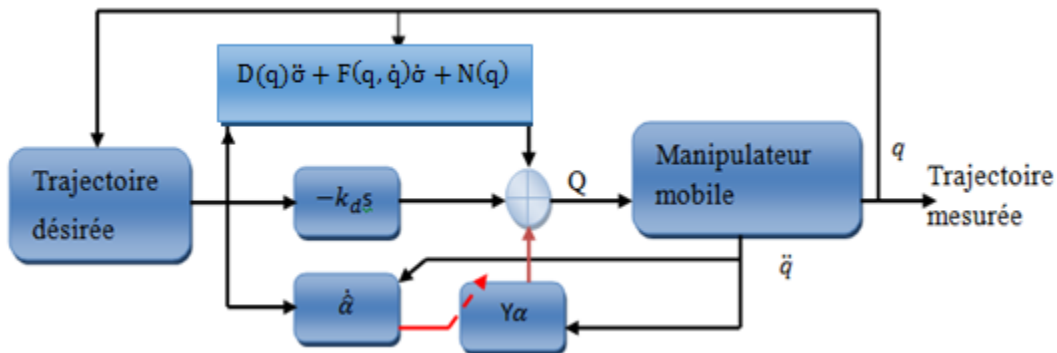 D(q)σ̈ + F(q, q̇)σ̇ + N(q)
Trajectoire
désirée
−k_d s
Q
Manipulateur
mobile
q
Trajectoire
mesurée
q̈
α̇̂
Yα